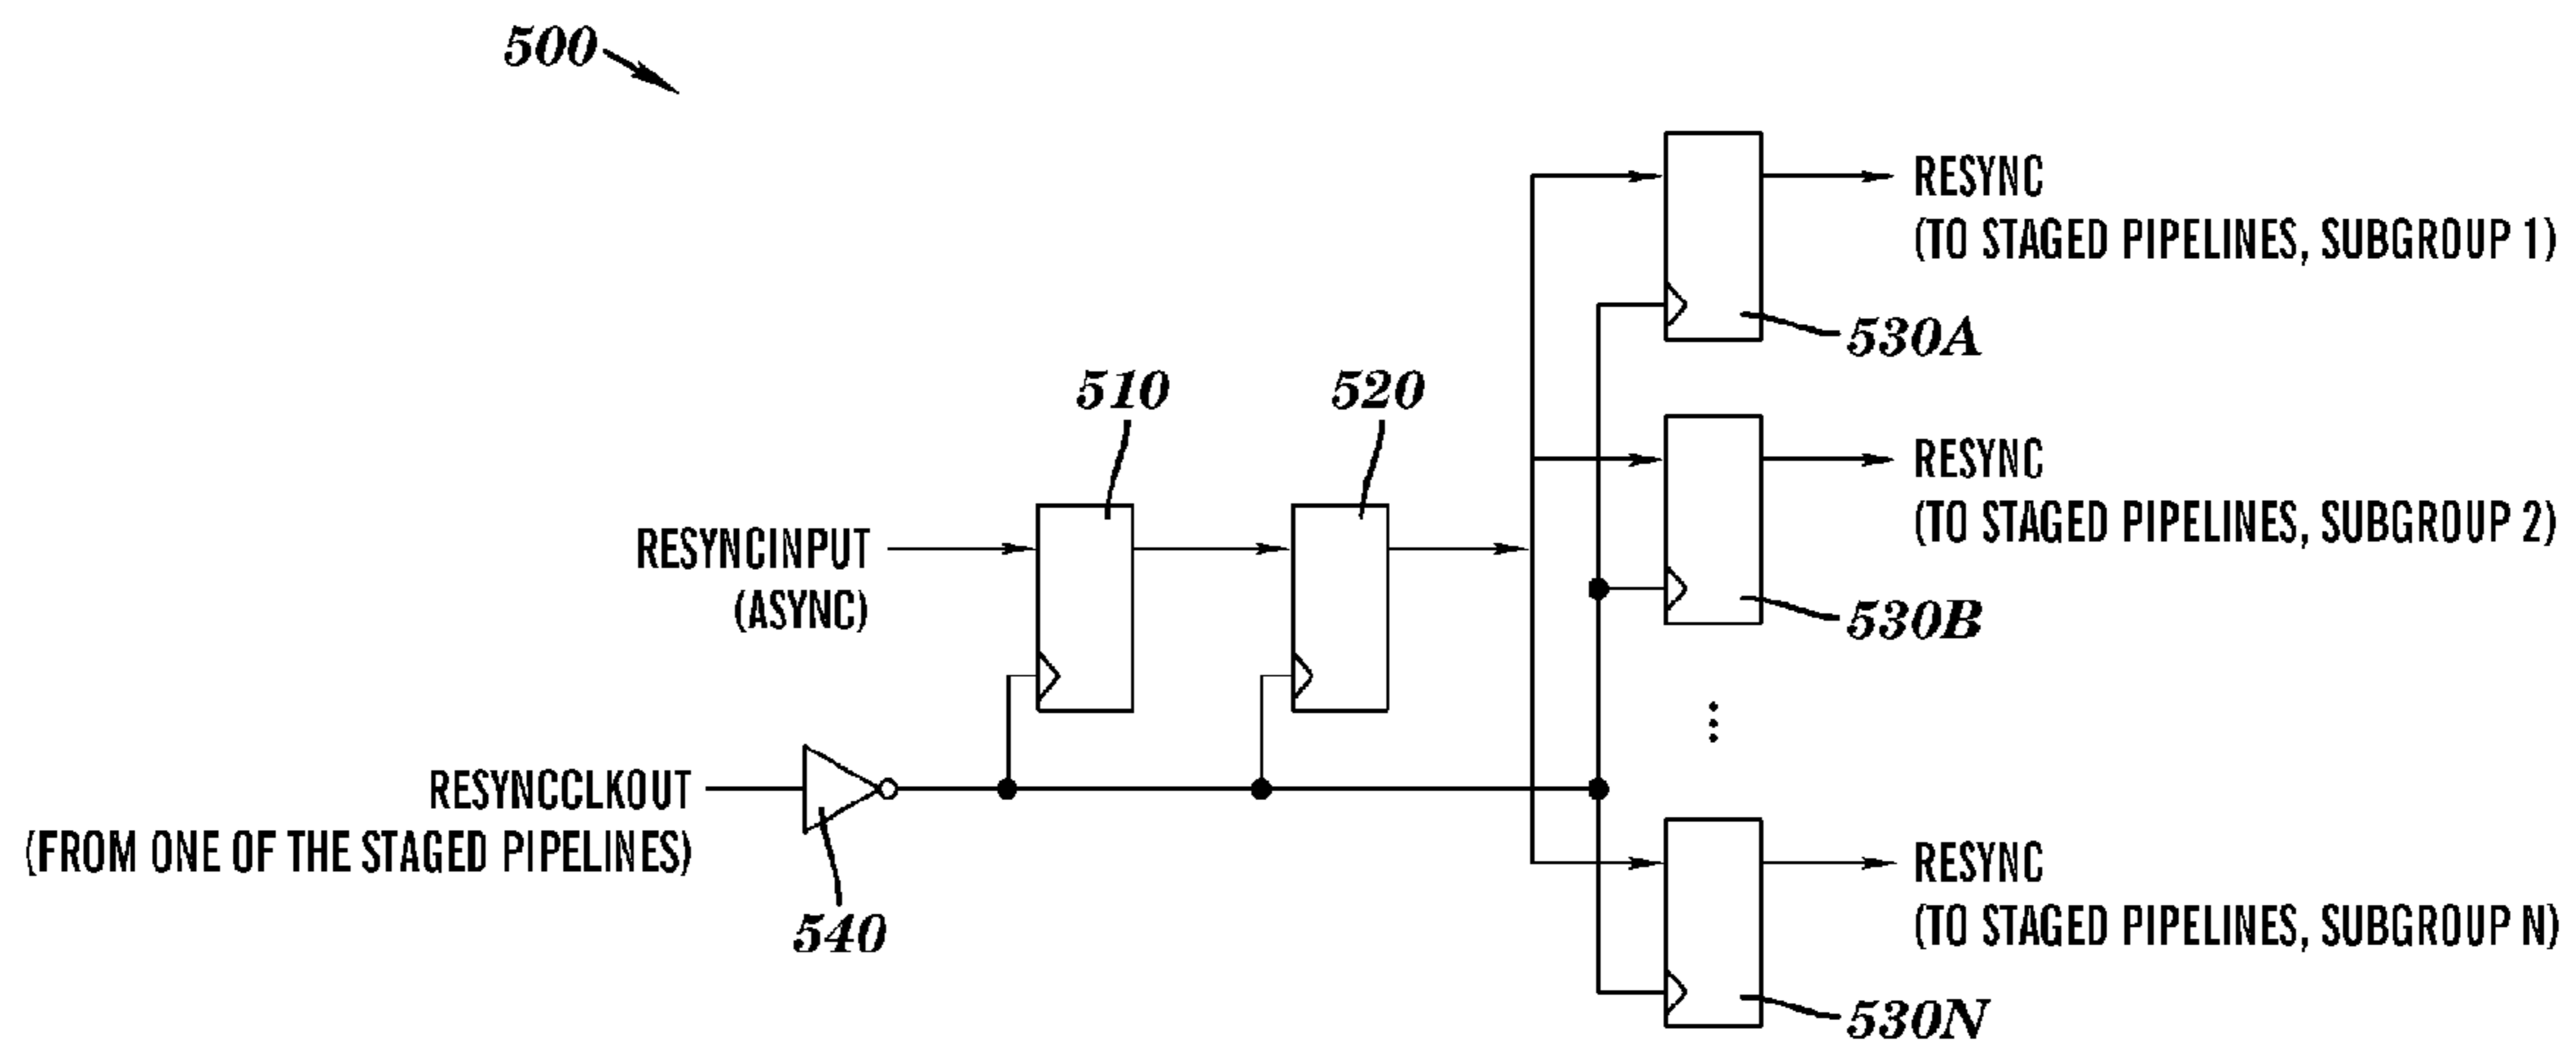 500
RESYNC
(TO STAGED PIPELINES, SUBGROUP 1)
530A
510
520
RESYNC
(TO STAGED PIPELINES, SUBGROUP 2)
530B
RESYNCINPUT
(ASYNC)
RESYNCCLKOUT
(FROM ONE OF THE STAGED PIPELINES)
540
RESYNC
(TO STAGED PIPELINES, SUBGROUP N)
530N